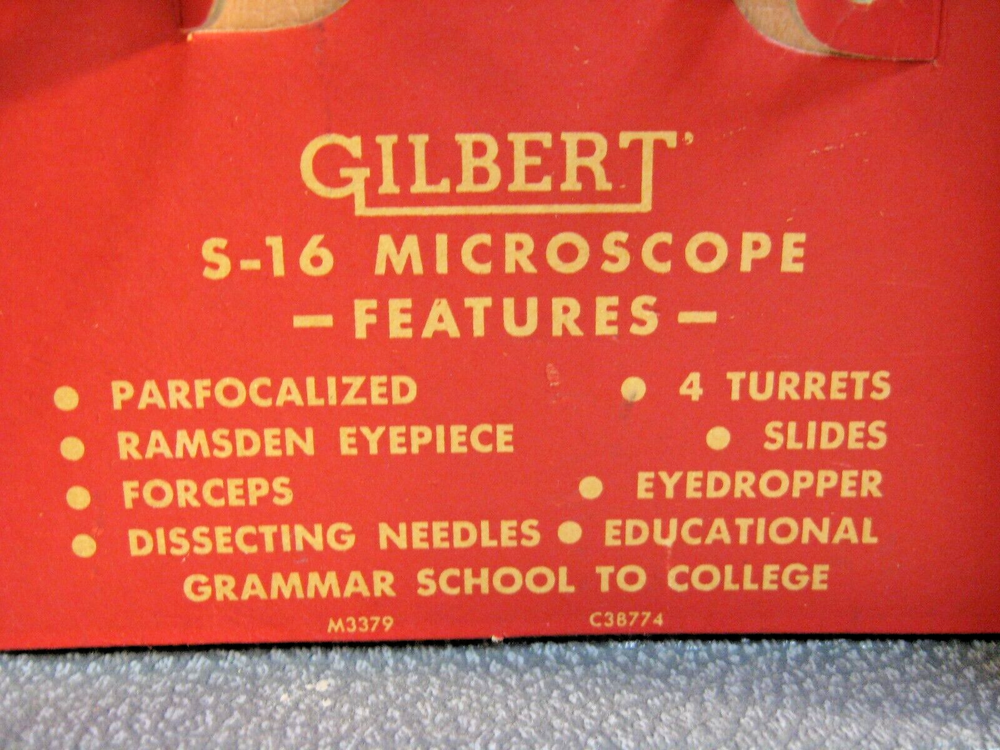 GILBERT
S-16 MICROSCOPE
– FEATURES –
• PARFOCALIZED • 4 TURRETS
• RAMSDEN EYEPIECE • SLIDES
• FORCEPS • EYEDROPPER
• DISSECTING NEEDLES • EDUCATIONAL
GRAMMAR SCHOOL TO COLLEGE
M3379 C38774